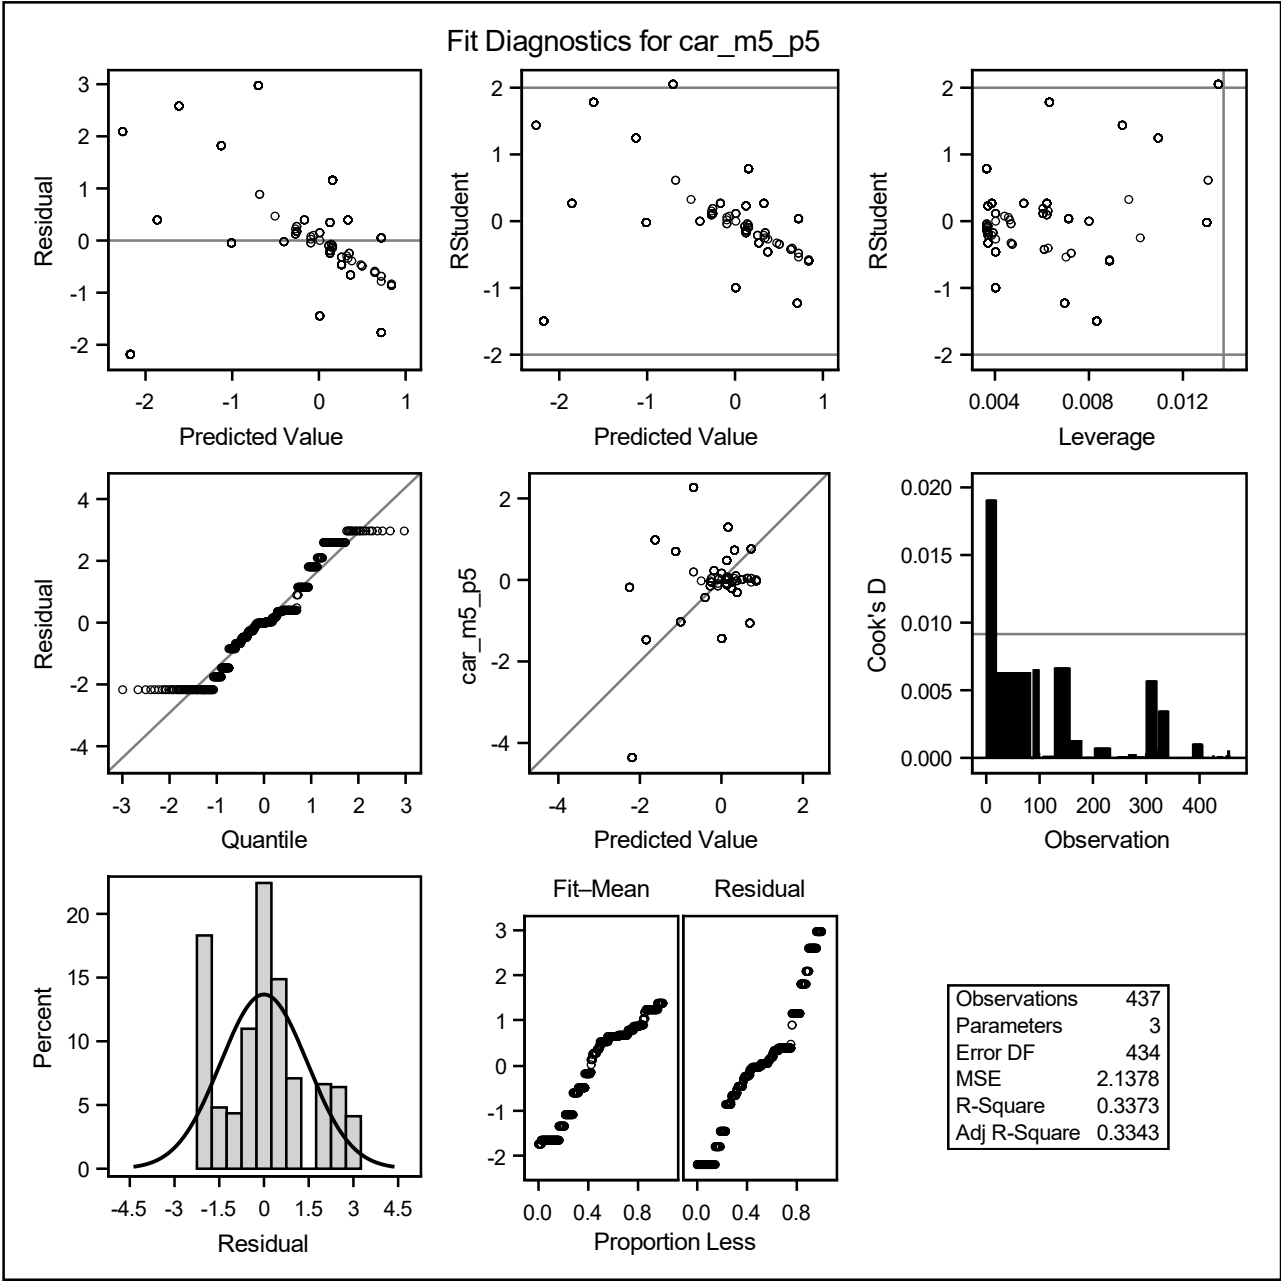 Fit Diagnostics for car_m5_p5
3
2
1
0
-1
-2
Residual
-2 -1 0 1
Predicted Value
2
1
0
-1
-2
RStudent
-2 -1 0 1
Predicted Value
2
1
0
-1
-2
RStudent
0.004 0.008 0.012
Leverage
4
2
0
-2
-4
Residual
-3 -2 -1 0 1 2 3
Quantile
2
0
-2
-4
car_m5_p5
-4 -2 0 2
Predicted Value
0.020
0.015
0.010
0.005
0.000
Cook's D
0 100 200 300 400
Observation
20
15
10
5
0
Percent
-4.5 -3 -1.5 0 1.5 3 4.5
Residual
Fit–Mean Residual
3
2
1
0
-1
-2
0.0 0.4 0.8 0.0 0.4 0.8
Proportion Less
Observations 437
Parameters 3
Error DF 434
MSE 2.1378
R-Square 0.3373
Adj R-Square 0.3343